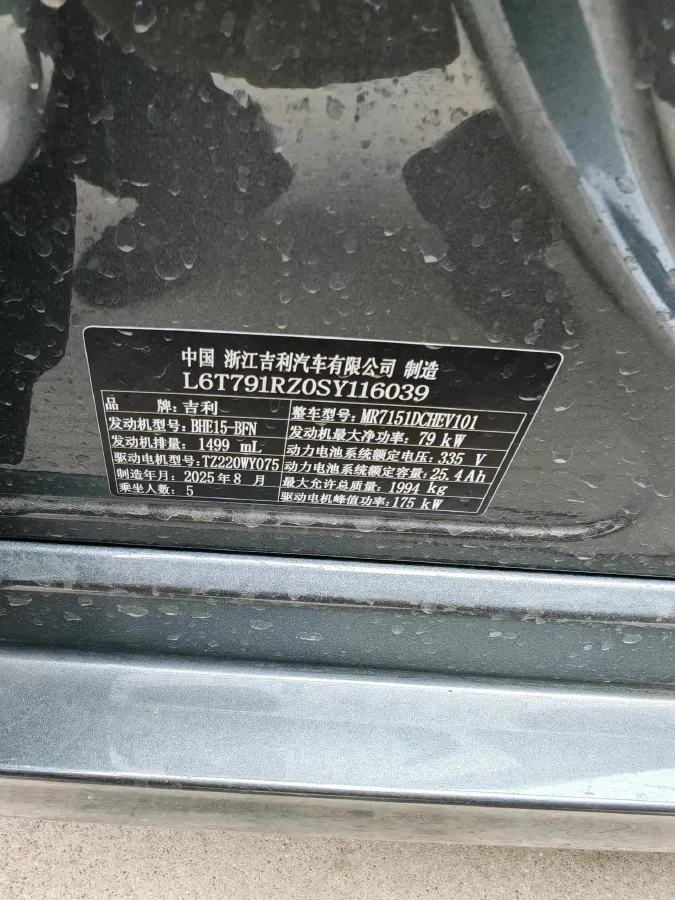 中国 浙江吉利汽车有限公司 制造
L6T791RZ0SY116039
品 牌:吉利
整车型号:MR7151DCHEV101
发动机型号:BHE15-BFN
发动机最大净功率:79 kW
发动机排量:1499 mL
动力电池系统额定电压:335 V
驱动电机型号:TZ220WY075
动力电池系统额定容量:25.4Ah
制造年月:2025年8月
最大允许总质量:1994 kg
乘坐人数:5
驱动电机峰值功率:175 kW